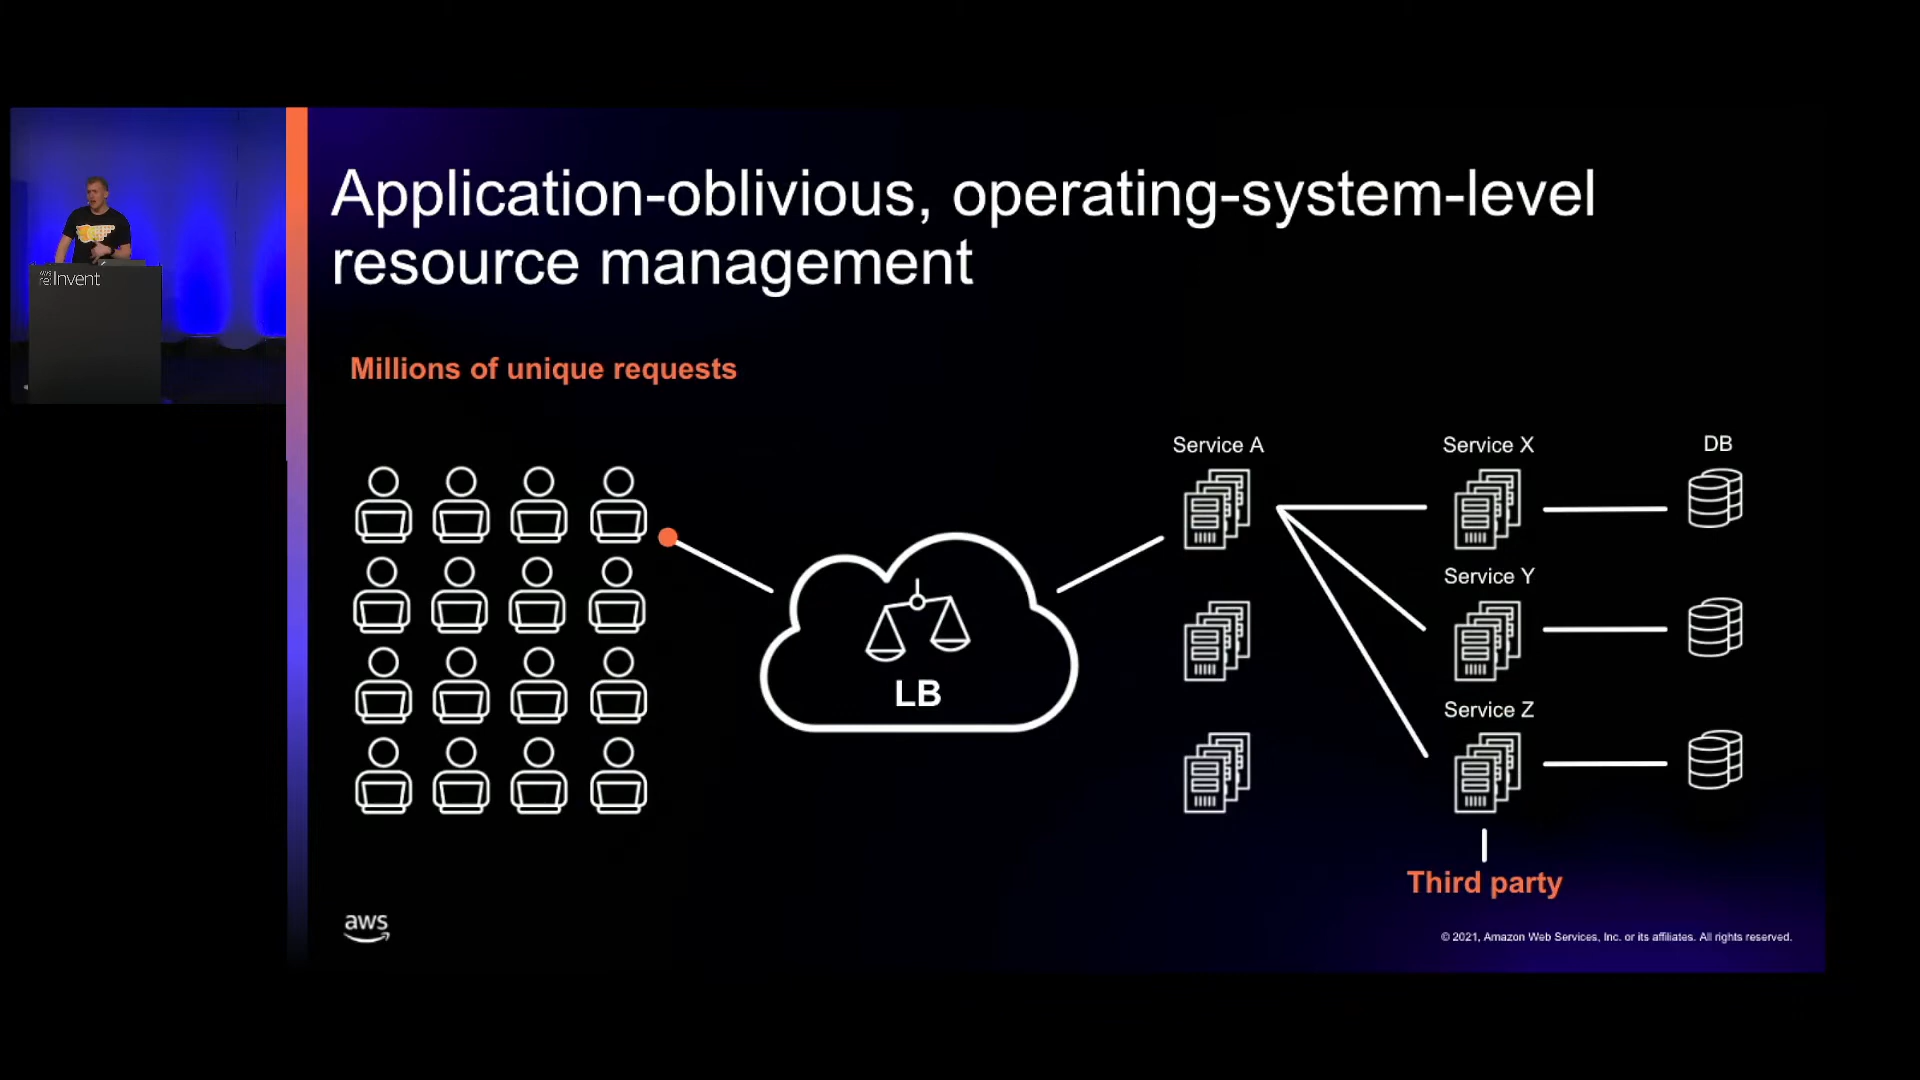 aws
re:Invent
Application-oblivious, operating-system-level
resource management
Millions of unique requests
Service A
Service X
DB
Service Y
LB
Service Z
Third party
aws
© 2021, Amazon Web Services, Inc. or its affiliates. All rights reserved.